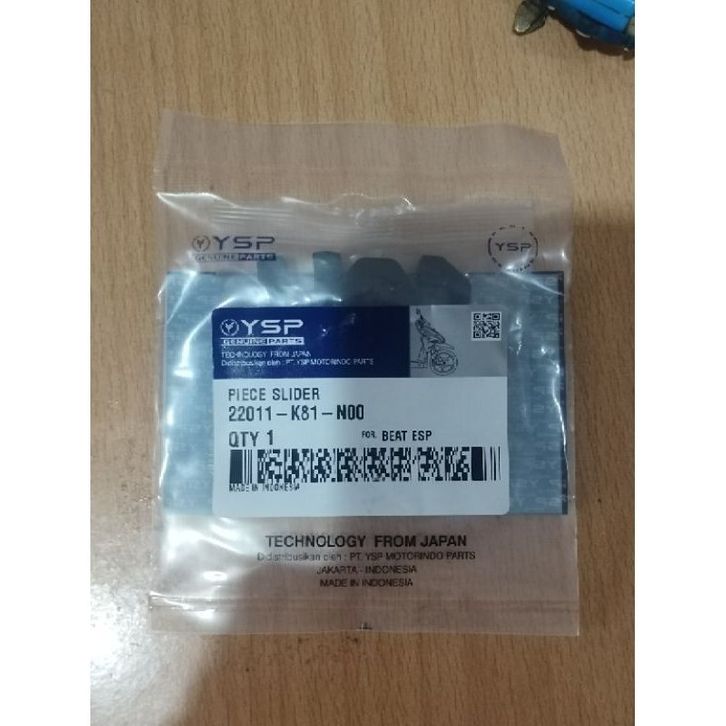 YSP
GENUINE PARTS
YSP
YSP
GENUINE PARTS
TECHNOLOGY FROM JAPAN
Didistribusikan oleh : PT. YSP MOTORINDO PARTS
PIECE SLIDER
22011-K81-N00
QTY 1
FOR. BEAT ESP
MADE IN INDONESIA
TECHNOLOGY FROM JAPAN
Didistribusikan oleh : PT. YSP MOTORINDO PARTS
JAKARTA - INDONESIA
MADE IN INDONESIA